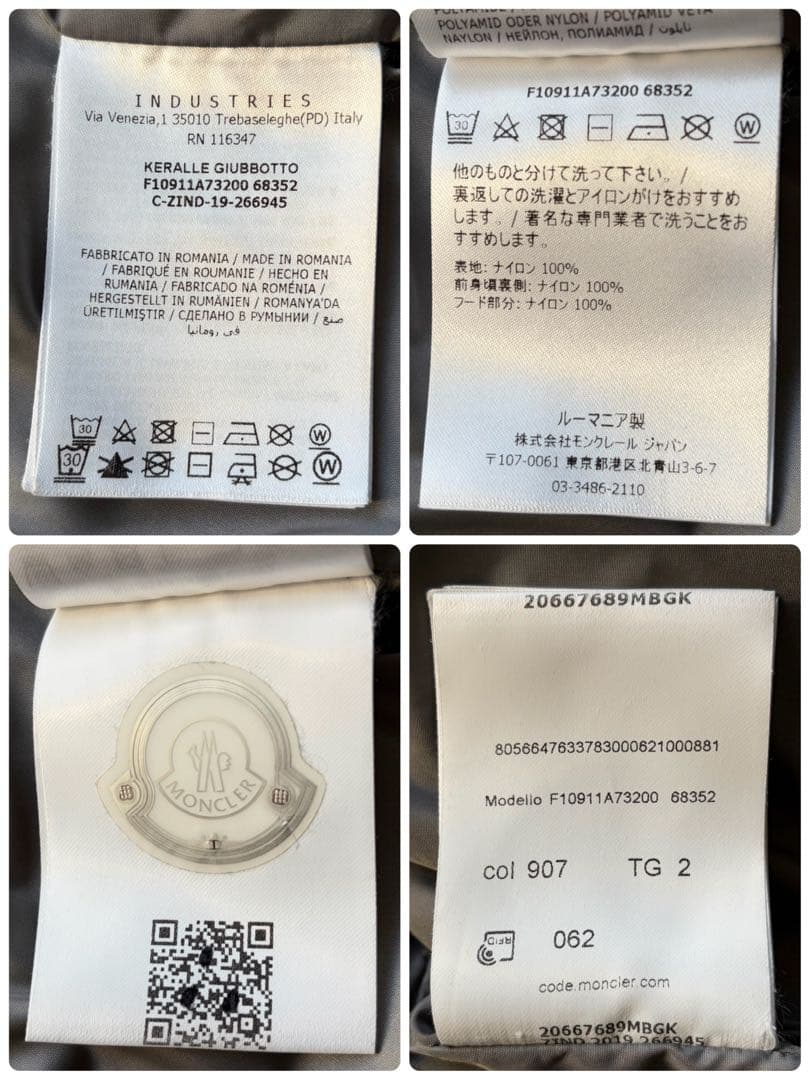 INDUSTRIES
Via Venezia,1 35010 Trebaseleghe(PD) Italy
RN 116347
KERALLE GIUBBOTTO
F10911A73200 68352
C-ZIND-19-266945
FABBRICATO IN ROMANIA / MADE IN ROMANIA
/ FABRIQUÉ EN ROUMANIE / HECHO EN
RUMANIA / FABRICADO NA ROMÉNIA /
HERGESTELLT IN RUMÄNIEN / ROMANYA'DA
ÜRETILMIŞTIR / СДЕЛАНО В РУМЫНИИ / صنع
في رومانيا
30 W
30 W
POLYAMID ODER NYLON / POLYAMID VETA
NAYLON / НЕЙЛОН, ПОЛИАМИД / نايلون
F10911A73200 68352
30 W
他のものと分けて洗って下さい。/
裏返しての洗濯とアイロンがけをおすすめ
します。/ 著名な専門業者で洗うことをお
すすめします。
表地: ナイロン 100%
前身頃裏側: ナイロン 100%
フード部分: ナイロン 100%
ルーマニア製
株式会社モンクレール ジャパン
〒107-0061 東京都港区北青山3-6-7
03-3486-2110
MONCLER
20667689MBGK
8056647633783000621000881
Modello F10911A73200 68352
col 907 TG 2
RFID 062
code.moncler.com
20667689MBGK
ZIND 2019 266945